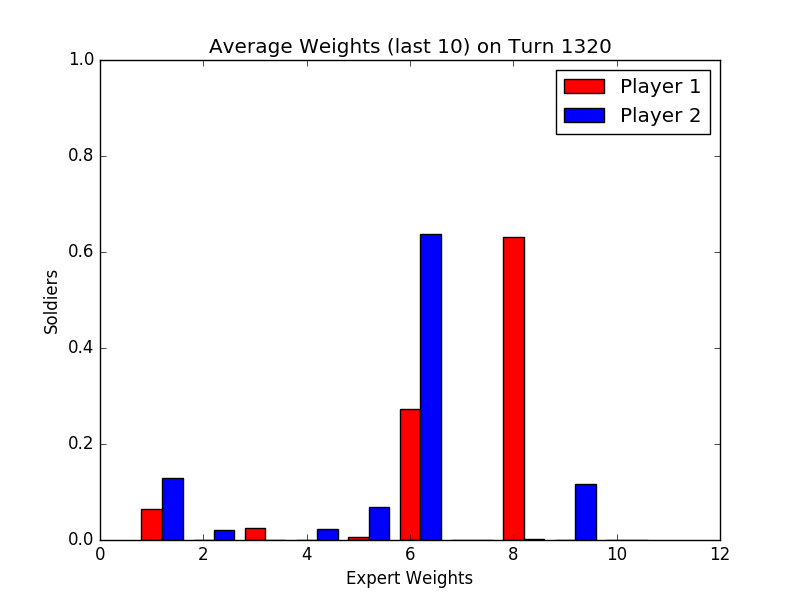 Average Weights (last 10) on Turn 1320
1.0
0.8
0.6
0.4
0.2
0.0
Soldiers
Player 1
Player 2
0 2 4 6 8 10 12
Expert Weights